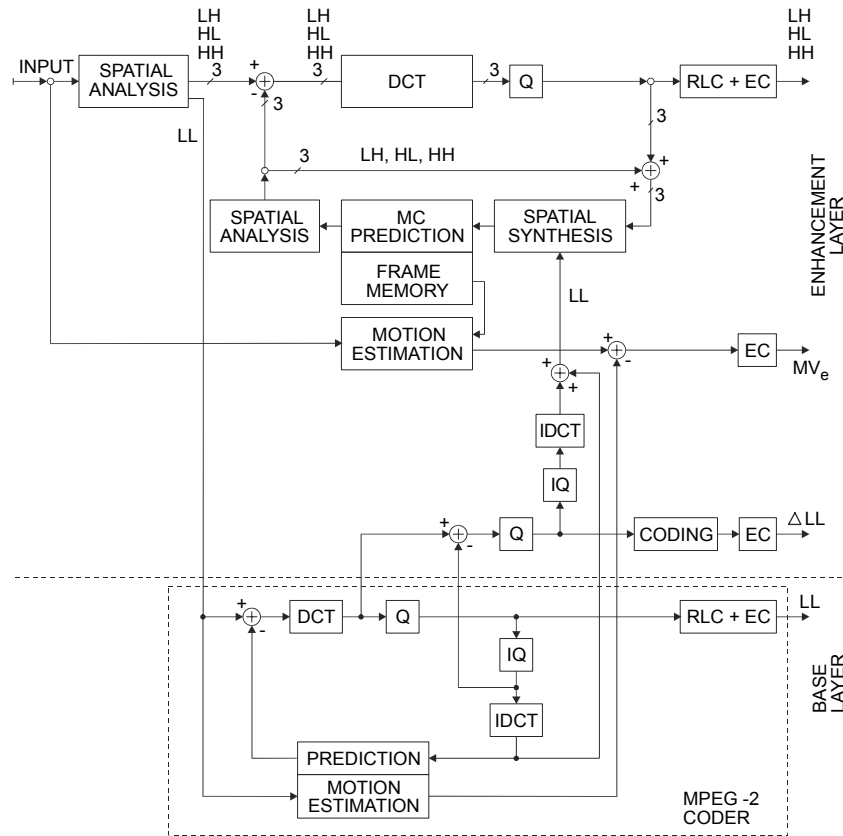 LH
HL
HH
LH
HL
HH
LH
HL
HH
INPUT
SPATIAL
ANALYSIS
3
+
-
3
3
DCT
3
Q
RLC + EC
LL
3
3
LH, HL, HH
+
+
3
SPATIAL
ANALYSIS
MC
PREDICTION
SPATIAL
SYNTHESIS
FRAME
MEMORY
LL
ENHANCEMENT
LAYER
MOTION
ESTIMATION
+
-
EC
MVe
+
+
IDCT
IQ
+
-
Q
CODING
EC
△LL
+
-
DCT
Q
RLC + EC
LL
IQ
IDCT
BASE
LAYER
PREDICTION
MOTION
ESTIMATION
MPEG -2
CODER